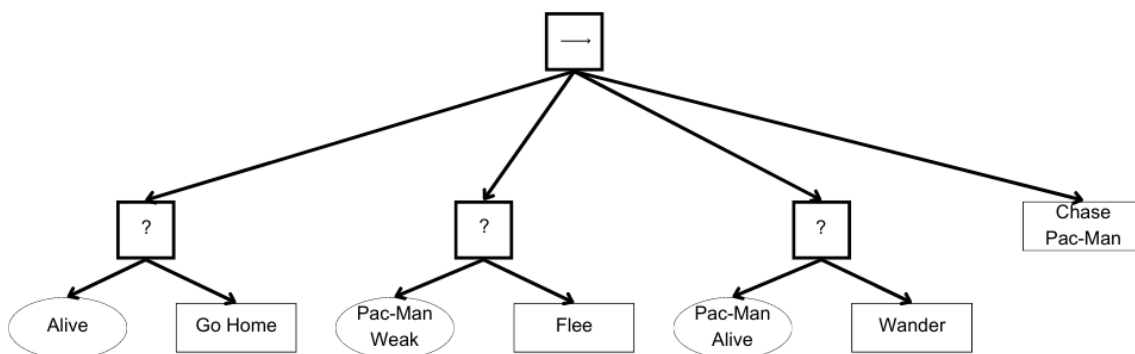 →
?
?
?
Chase
Pac-Man
Alive
Go Home
Pac-Man
Weak
Flee
Pac-Man
Alive
Wander